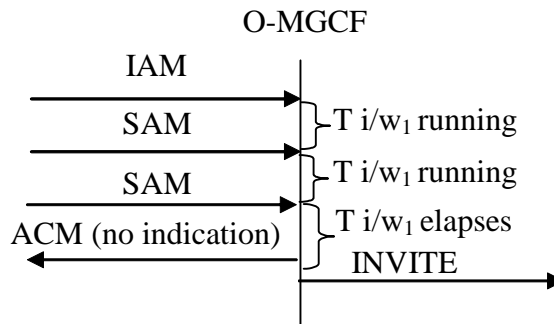 O-MGCF
IAM
T i/w1 running
SAM
T i/w1 running
SAM
T i/w1 elapses
ACM (no indication)
INVITE